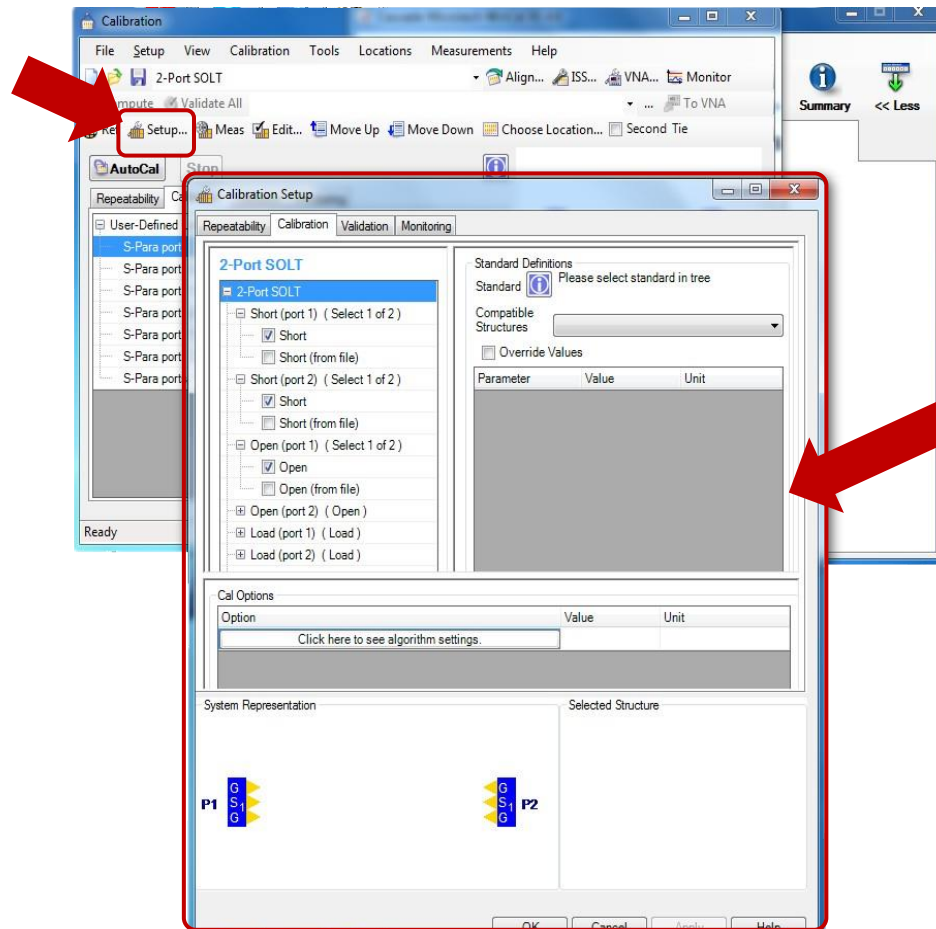 Calibration
File Setup View Calibration Tools Locations Measurements Help
2-Port SOLT Align... ISS... VNA... Monitor
Validate All ... To VNA
Setup... Meas Edit... Move Up Move Down Choose Location... Second Tie
AutoCal Stop
Summary << Less
Repeatability
User-Defined
S-Para port
S-Para port
S-Para port
S-Para port
S-Para port
S-Para port
S-Para port
Ready
Calibration Setup
Repeatability Calibration Validation Monitoring
2-Port SOLT
2-Port SOLT
Short (port 1) ( Select 1 of 2 )
Short
Short (from file)
Short (port 2) ( Select 1 of 2 )
Short
Short (from file)
Open (port 1) ( Select 1 of 2 )
Open
Open (from file)
Open (port 2) ( Open )
Load (port 1) ( Load )
Load (port 2) ( Load )
Standard Definitions
Standard Please select standard in tree
Compatible
Structures
Override Values
Parameter Value Unit
Cal Options
Option Value Unit
Click here to see algorithm settings.
System Representation Selected Structure
P1 G S1 G
G S1 G P2
OK Cancel Apply Help